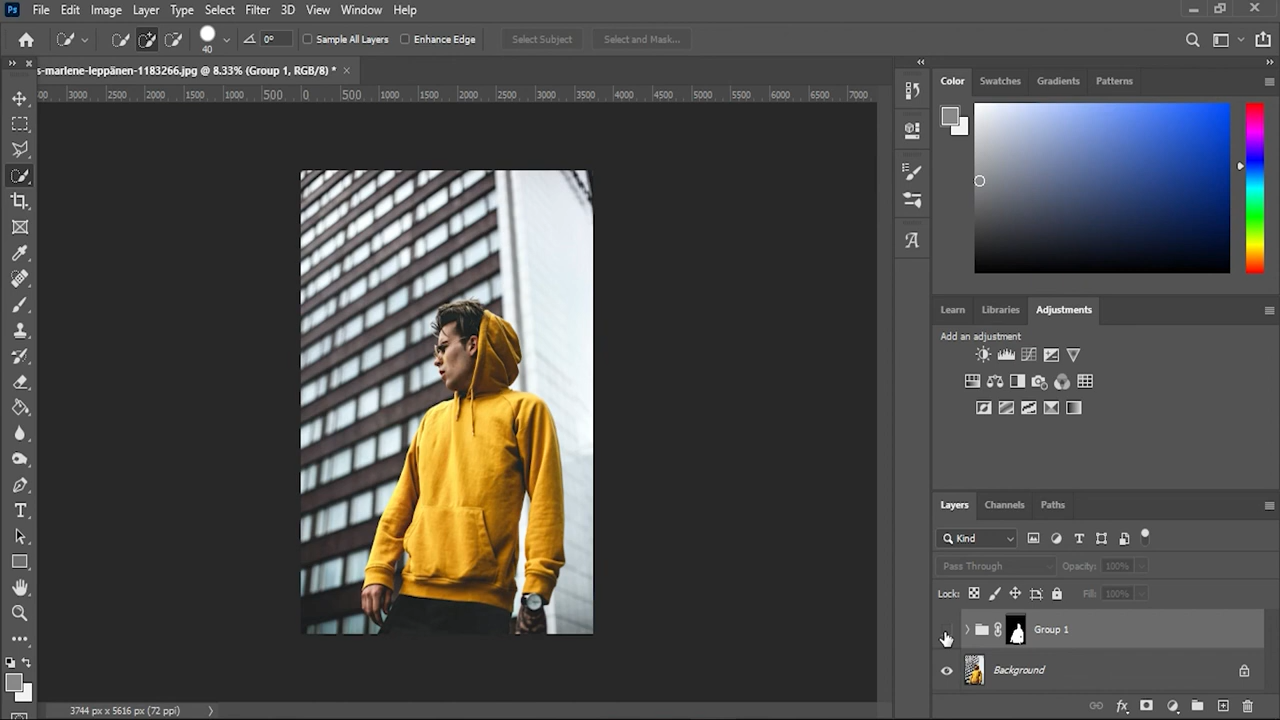 Ps File Edit Image Layer Type Select Filter 3D View Window Help
40 0° Sample All Layers Enhance Edge Select Subject Select and Mask...
s-marlene-leppänen-1183266.jpg @ 8.33% (Group 1, RGB/8) * ×
3000 2500 2000 1500 1000 500 0 500 1000 1500 2000 2500 3000 3500 4000 4500 5000 5500 6000 6500 7000
Color Swatches Gradients Patterns
Learn Libraries Adjustments
Add an adjustment
Layers Channels Paths
Kind
Pass Through Opacity: 100%
Lock: Fill: 100%
Group 1
Background
fx
3744 px x 5616 px (72 ppi)